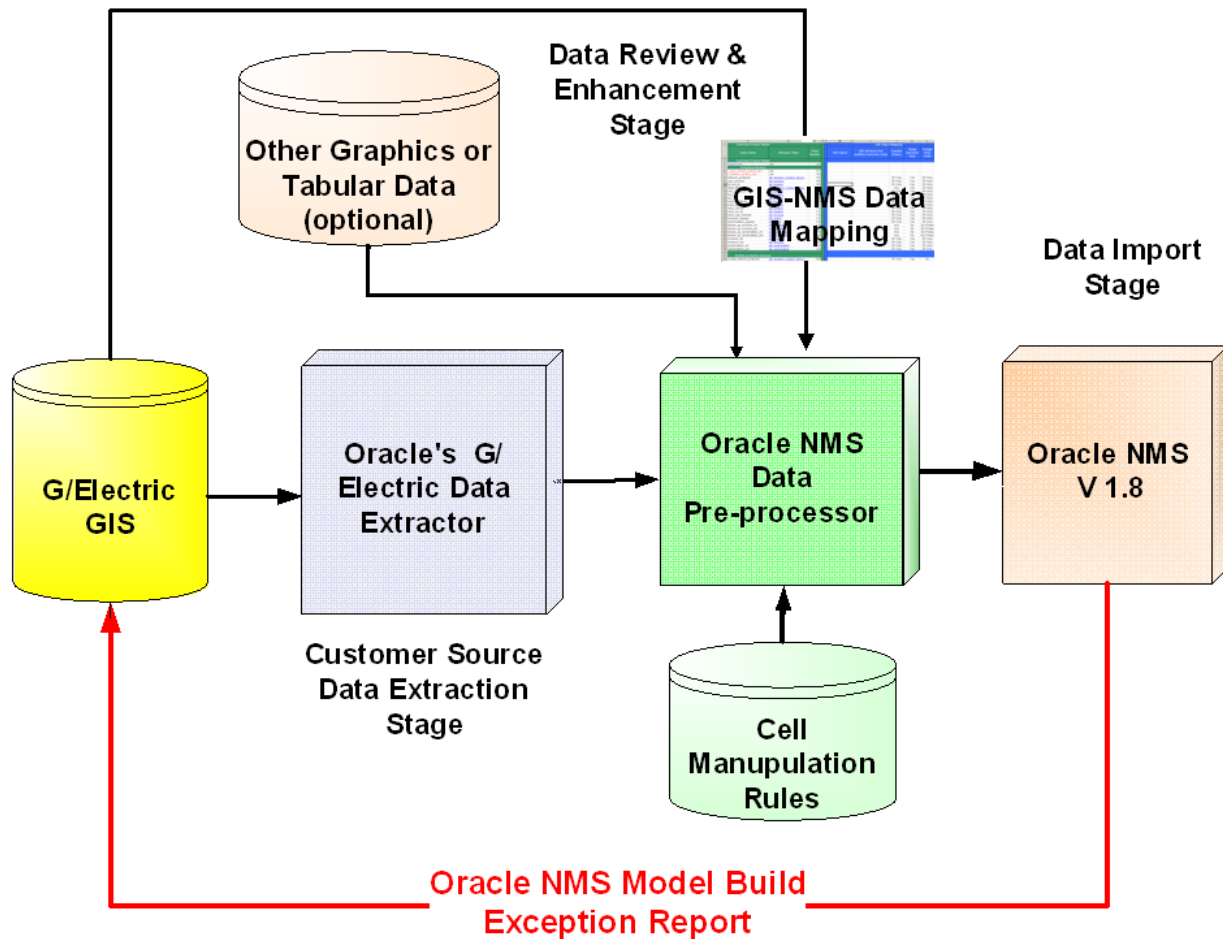 Data Review &
Enhancement
Stage
Other Graphics or
Tabular Data
(optional)
GIS-NMS Data
Mapping
Data Import
Stage
G/Electric
GIS
Oracle's G/
Electric Data
Extractor
Oracle NMS
Data
Pre-processor
Oracle NMS
V 1.8
Customer Source
Data Extraction
Stage
Cell
Manupulation
Rules
Oracle NMS Model Build
Exception Report